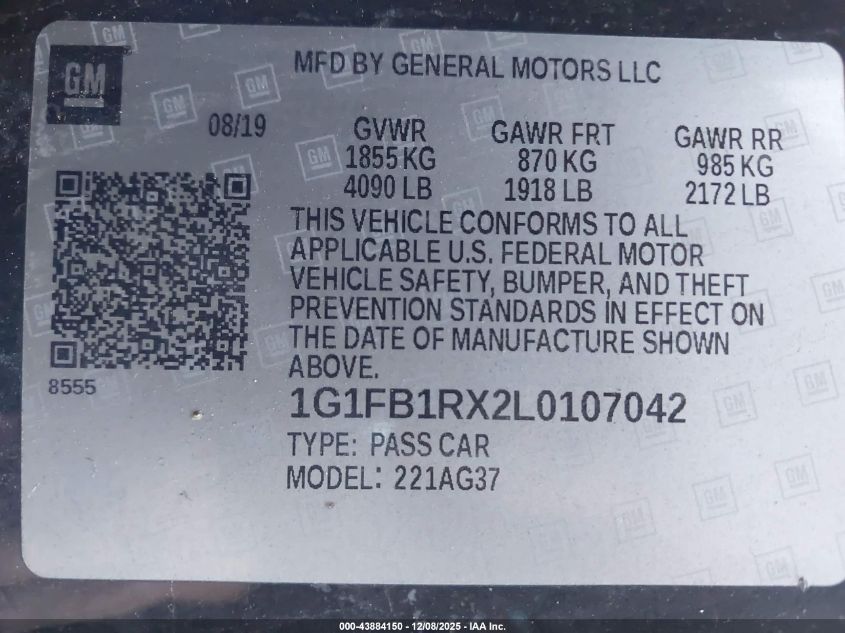 GM
MFD BY GENERAL MOTORS LLC
08/19
GVWR
1855 KG
4090 LB
GAWR FRT
870 KG
1918 LB
GAWR RR
985 KG
2172 LB
THIS VEHICLE CONFORMS TO ALL
APPLICABLE U.S. FEDERAL MOTOR
VEHICLE SAFETY, BUMPER, AND THEFT
PREVENTION STANDARDS IN EFFECT ON
THE DATE OF MANUFACTURE SHOWN
ABOVE.
8555
1G1FB1RX2L0107042
TYPE: PASS CAR
MODEL: 221AG37
000-43884150 - 12/08/2025 - IAA Inc.